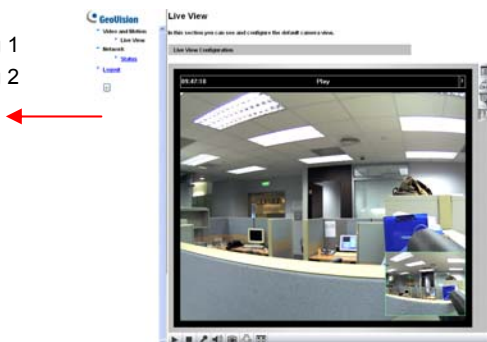 GeoVision
Video and Motion
Live View
Network
Status
Logout
1
2
Live View
In this section you can see and configure the default camera view.
Live View Configuration
09:47:18 Play